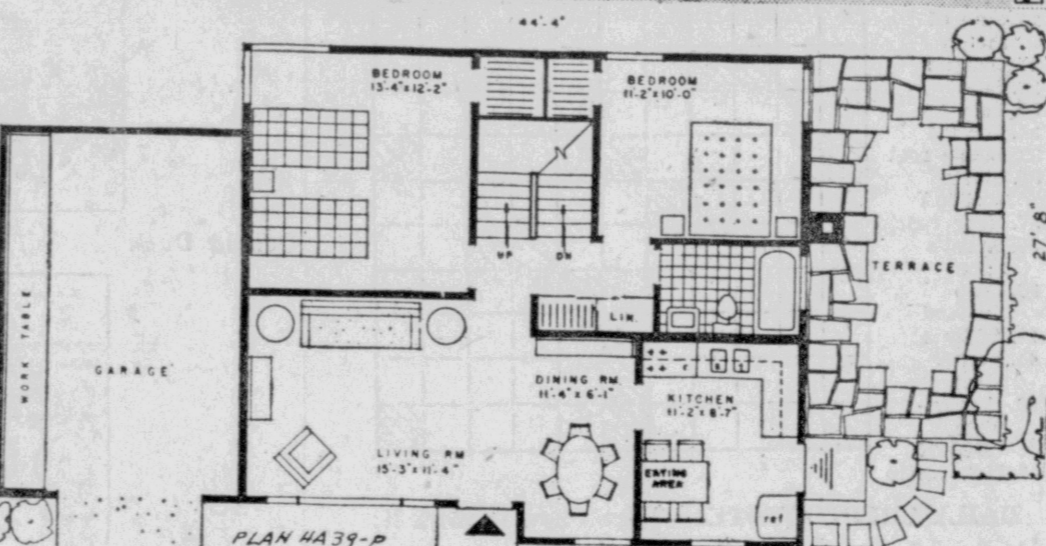 44'-4"
BEDROOM
13'-4" x 12'-2"
BEDROOM
11'-2" x 10'-0"
UP
DN
TERRACE
27'-8"
LIN.
WORK TABLE
GARAGE
DINING RM.
11'-4" x 6'-1"
KITCHEN
11'-2" x 8'-7"
LIVING RM
15'-3" x 11'-4"
EATING
AREA
ref
PLAN HA39-P